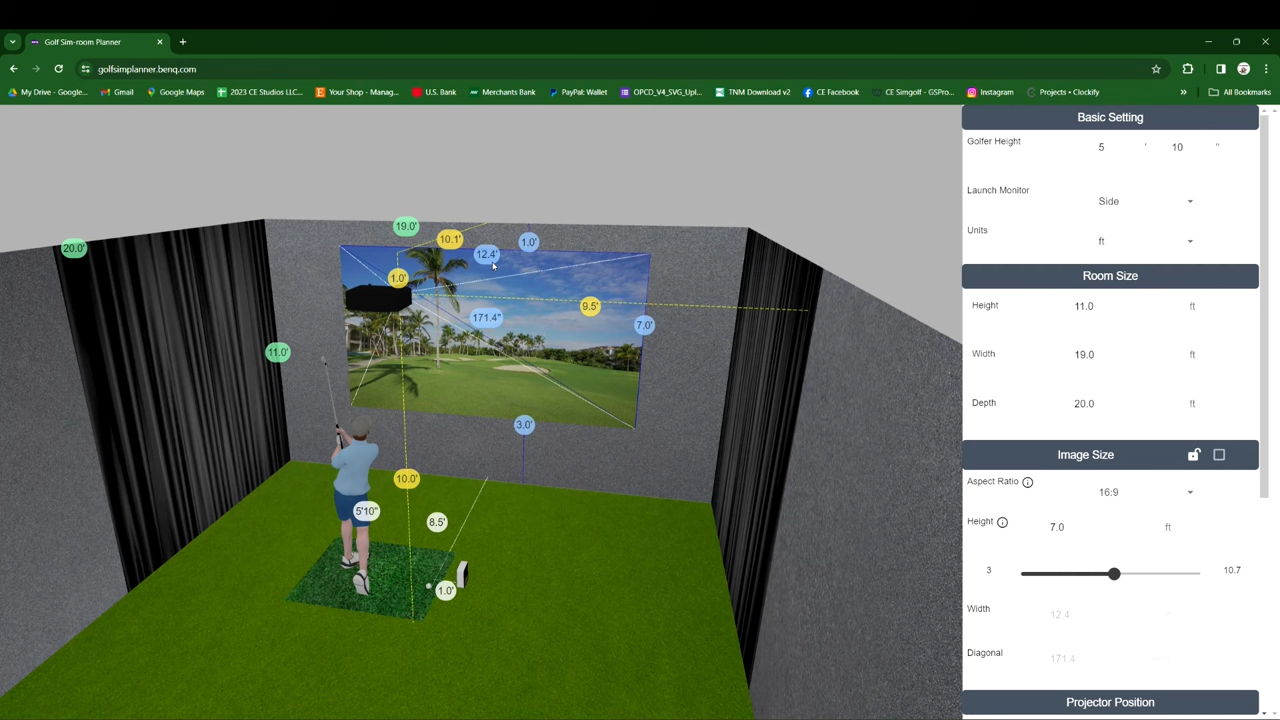 Golf Sim-room Planner
golfsimplanner.benq.com
My Drive - Google... Gmail Google Maps 2023 CE Studios LLC... Your Shop - Manag... U.S. Bank Merchants Bank PayPal: Wallet OPCD_V4_SVG_Upl... TNM Download v2 CE Facebook CE Simgolf - GSPro... Instagram Projects • Clockify » All Bookmarks
Basic Setting
Golfer Height 5 ' 10 "
Launch Monitor
Side
Units
ft
Room Size
Height 11.0 ft
Width 19.0 ft
Depth 20.0 ft
Image Size
Aspect Ratio
16:9
Height
7.0 ft
3 10.7
Width
12.4
Diagonal
171.4
Projector Position
19.0'
10.1'
1.0'
20.0'
12.4'
1.0'
9.5'
171.4"
7.0'
11.0'
3.0'
10.0'
5'10"
8.5'
1.0'